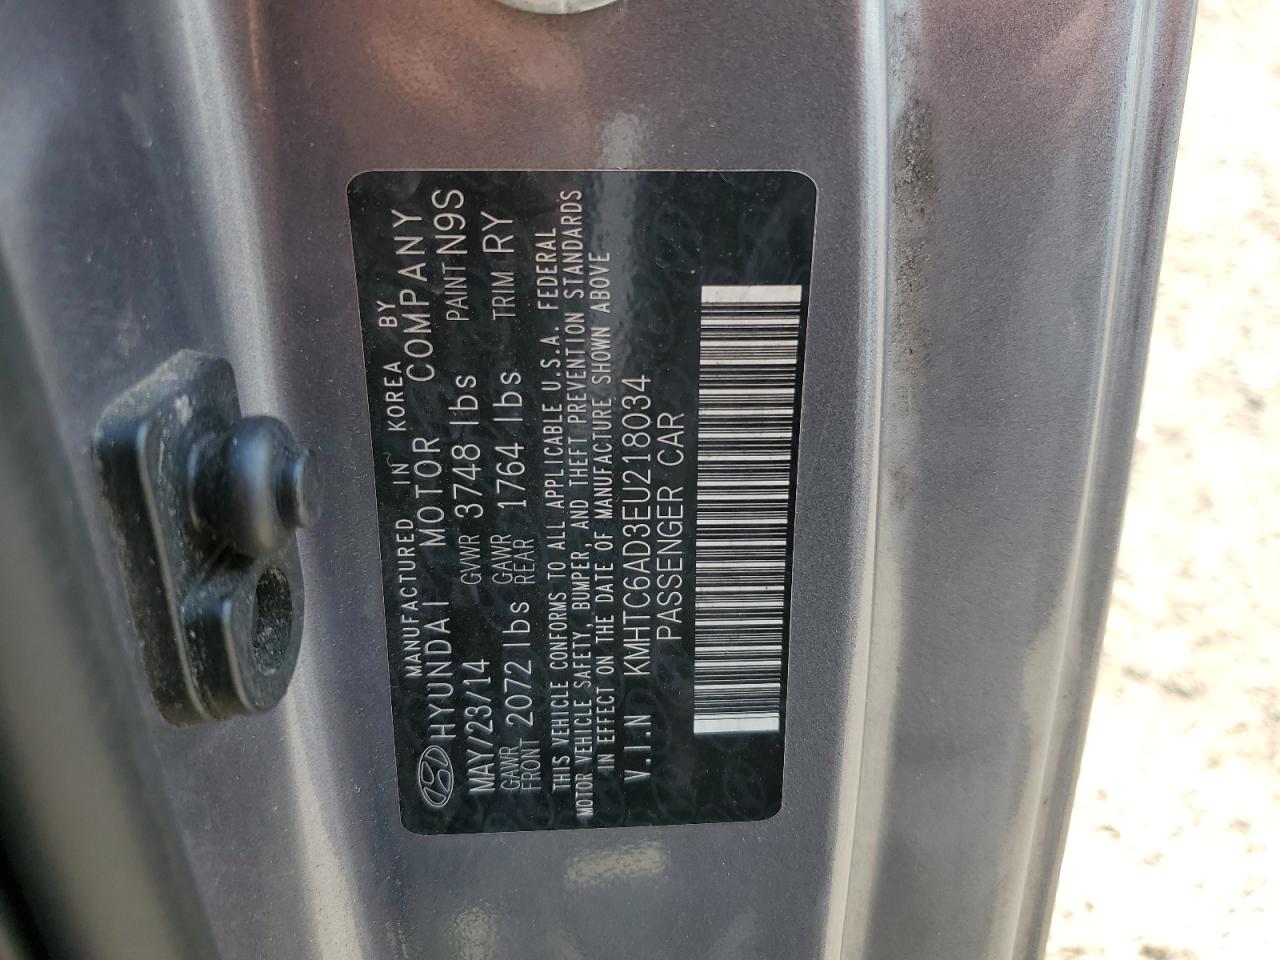 MANUFACTURED IN KOREA BY
HYUNDAI MOTOR COMPANY
MAY/23/14 GVWR 3748 lbs PAINT N9S
GAWR FRONT 2072 lbs GAWR REAR 1764 lbs TRIM RY
THIS VEHICLE CONFORMS TO ALL APPLICABLE U.S.A. FEDERAL
MOTOR VEHICLE SAFETY, BUMPER, AND THEFT PREVENTION STANDARDS
IN EFFECT ON THE DATE OF MANUFACTURE SHOWN ABOVE
V.I.N KMHTC6AD3EU218034
PASSENGER CAR